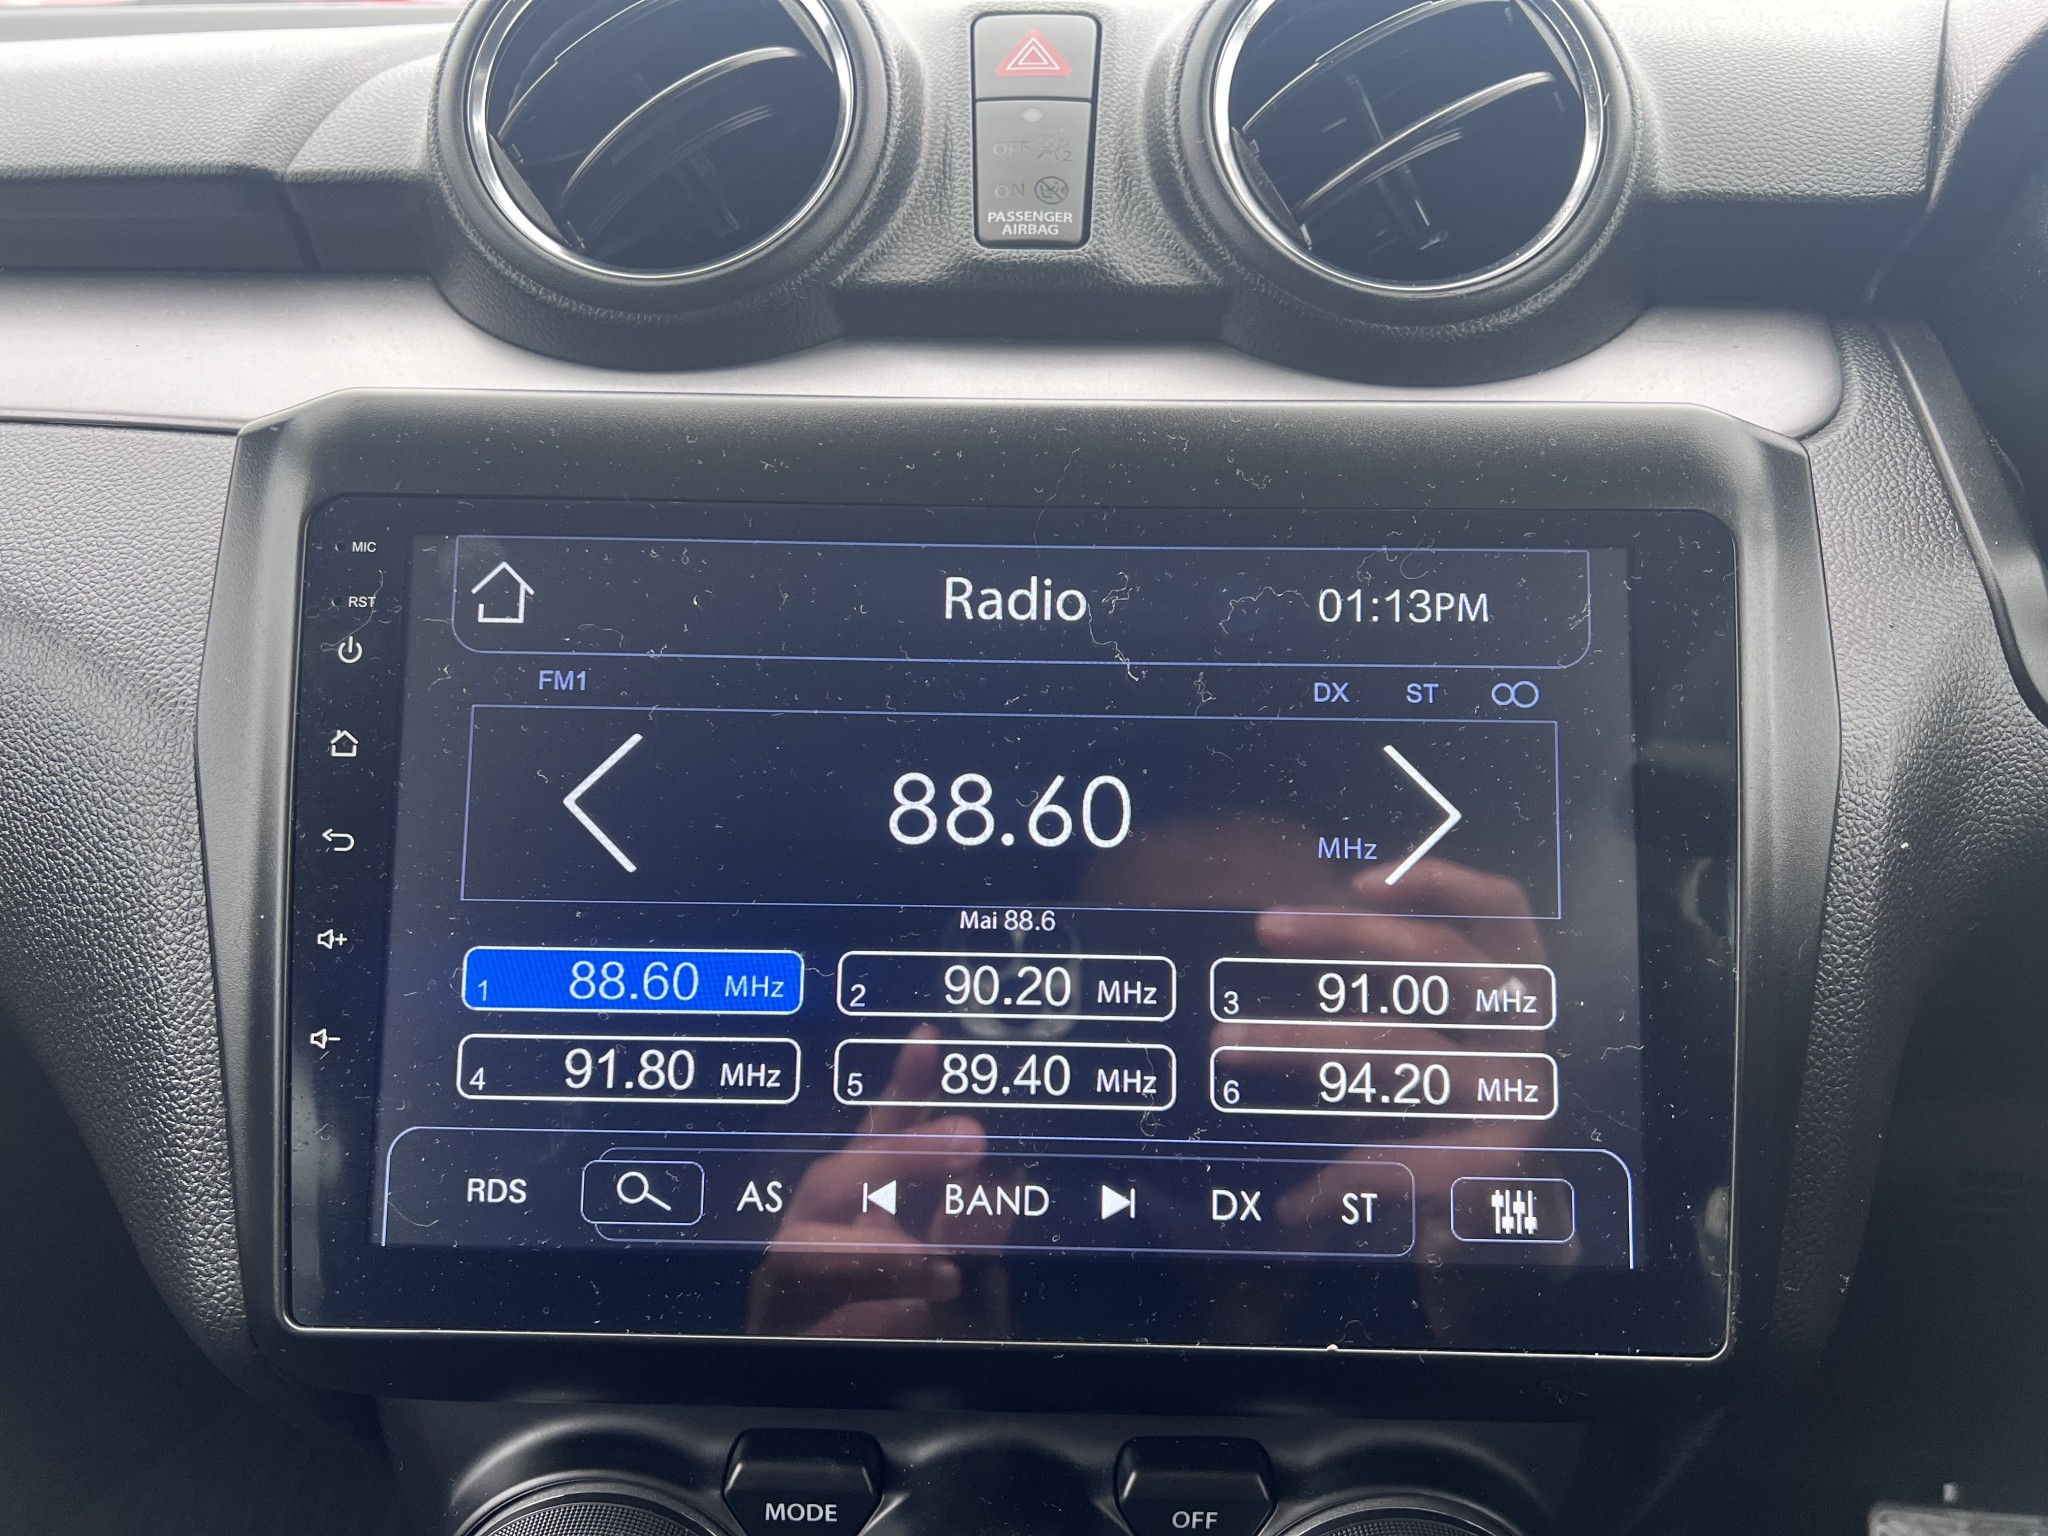 OFF 2
ON
PASSENGER
AIRBAG
MIC
RST
Radio 01:13PM
FM1 DX ST
88.60 MHz
Mai 88.6
1 88.60 MHz 2 90.20 MHz 3 91.00 MHz
4 91.80 MHz 5 89.40 MHz 6 94.20 MHz
RDS AS BAND DX ST
MODE OFF